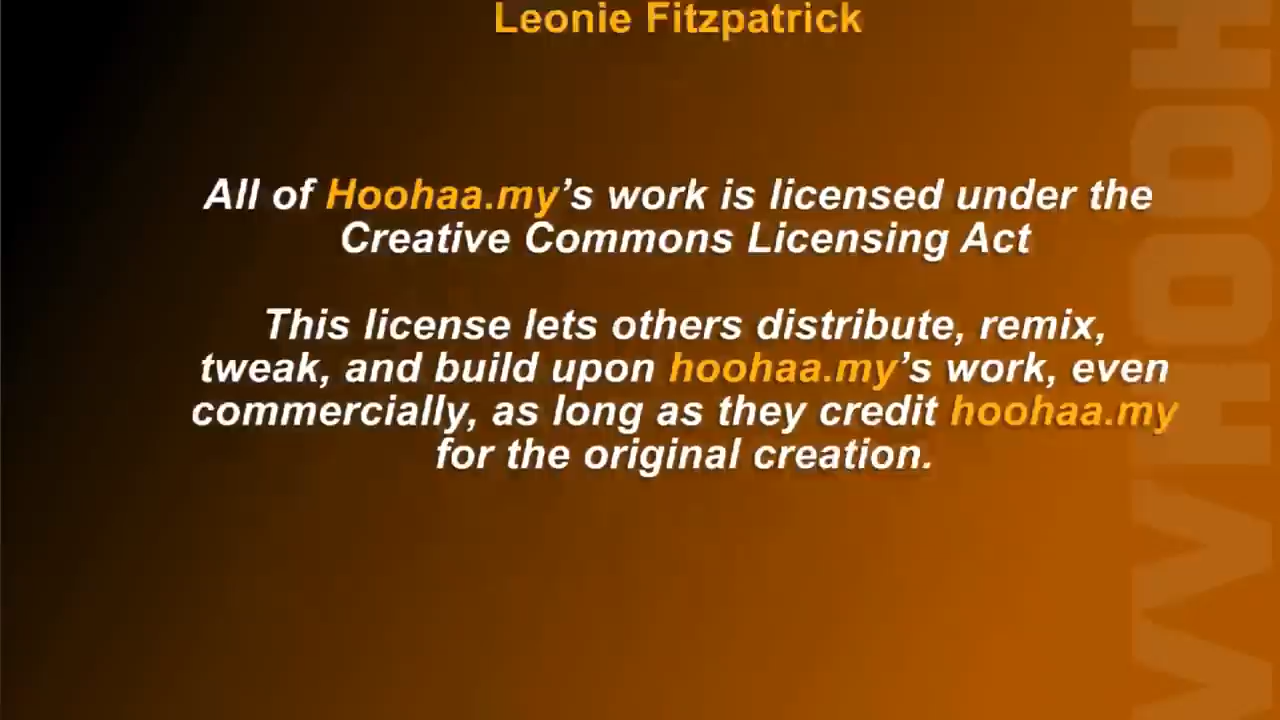 Leonie Fitzpatrick
All of Hoohaa.my’s work is licensed under the
Creative Commons Licensing Act
This license lets others distribute, remix,
tweak, and build upon hoohaa.my’s work, even
commercially, as long as they credit hoohaa.my
for the original creation.
WHOOH